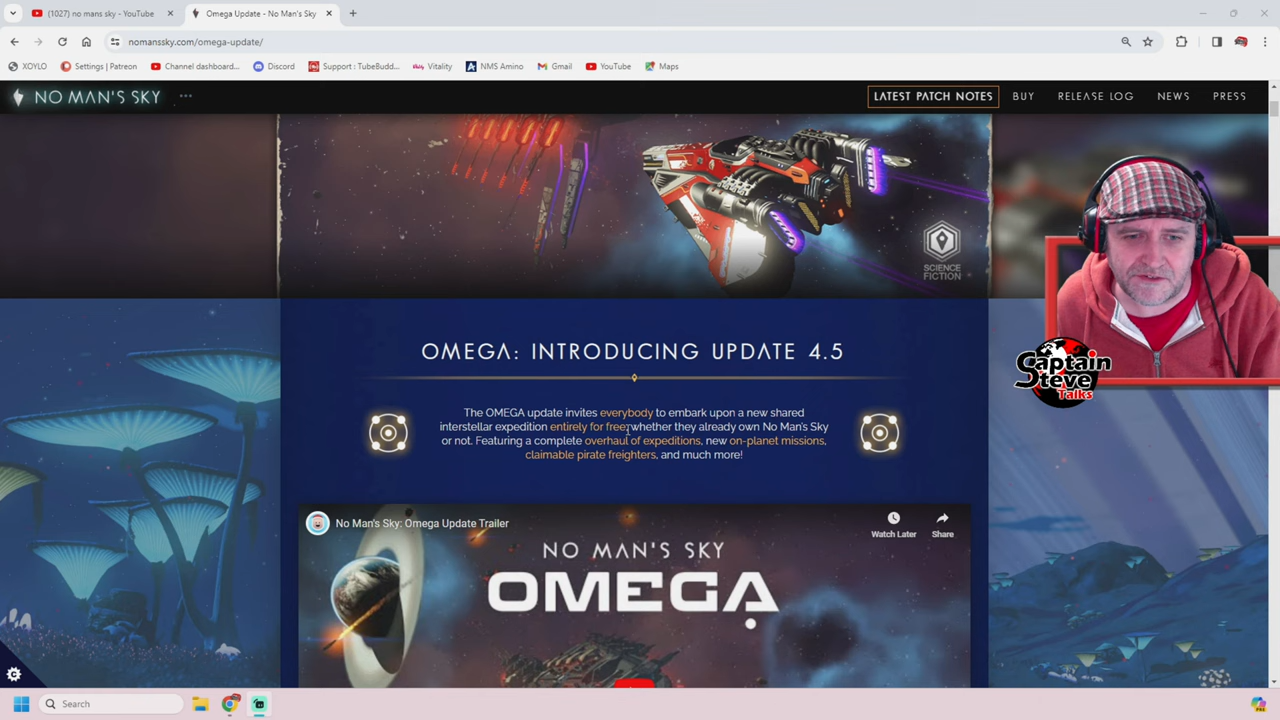 (1027) no mans sky - YouTube
Omega Update - No Man's Sky
nomanssky.com/omega-update/
XOYLO
Settings | Patreon
Channel dashboard...
Discord
Support : TubeBudd...
Vitality
NMS Amino
Gmail
YouTube
Maps
NO MAN'S SKY
LATEST PATCH NOTES
BUY
RELEASE LOG
NEWS
PRESS
SCIENCE
FICTION
OMEGA: INTRODUCING UPDATE 4.5
The OMEGA update invites everybody to embark upon a new shared
interstellar expedition entirely for free, whether they already own No Man's Sky
or not. Featuring a complete overhaul of expeditions, new on-planet missions,
claimable pirate freighters, and much more!
Captain
Steve
Talks
No Man's Sky: Omega Update Trailer
Watch Later
Share
NO MAN'S SKY
OMEGA
Search